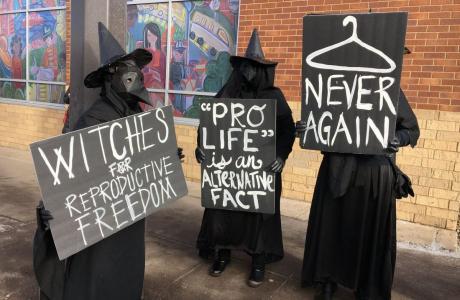 WITCHES
FOR
REPRODUCTIVE
FREEDOM
"PRO
LIFE"
is an
ALTERNATIVE
FACT
NEVER
AGAIN